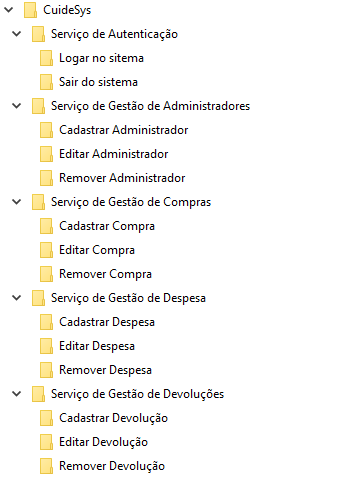 CuideSys
Serviço de Autenticação
Logar no sitema
Sair do sistema
Serviço de Gestão de Administradores
Cadastrar Administrador
Editar Administrador
Remover Administrador
Serviço de Gestão de Compras
Cadastrar Compra
Editar Compra
Remover Compra
Serviço de Gestão de Despesa
Cadastrar Despesa
Editar Despesa
Remover Despesa
Serviço de Gestão de Devoluções
Cadastrar Devolução
Editar Devolução
Remover Devolução